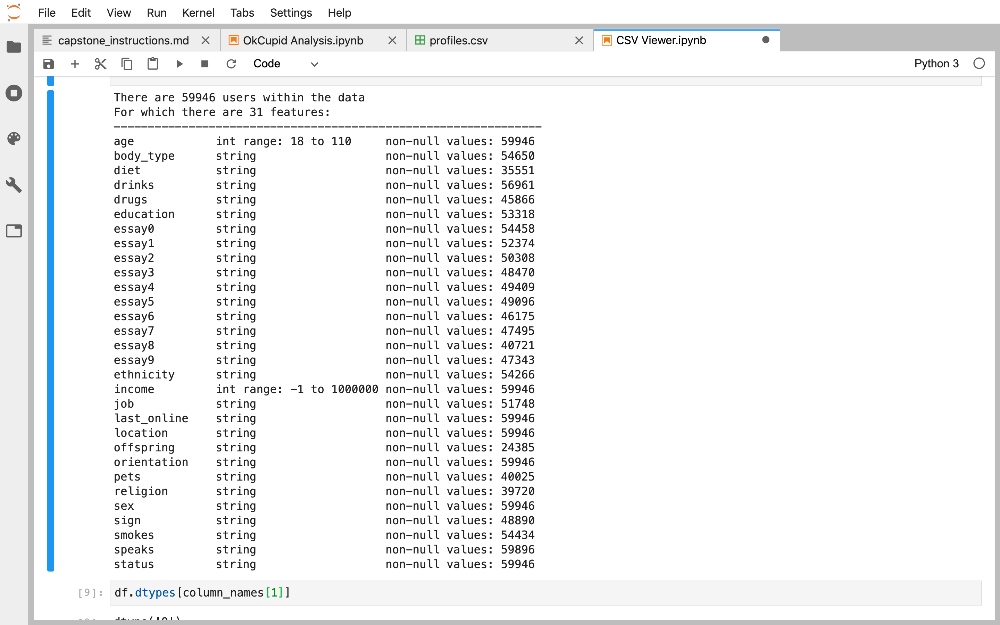 File Edit View Run Kernel Tabs Settings Help
capstone_instructions.md OkCupid Analysis.ipynb profiles.csv CSV Viewer.ipynb
Code Python 3
There are 59946 users within the data
For which there are 31 features:
---------------------------------------------------------------
age int range: 18 to 110 non-null values: 59946
body_type string non-null values: 54650
diet string non-null values: 35551
drinks string non-null values: 56961
drugs string non-null values: 45866
education string non-null values: 53318
essay0 string non-null values: 54458
essay1 string non-null values: 52374
essay2 string non-null values: 50308
essay3 string non-null values: 48470
essay4 string non-null values: 49409
essay5 string non-null values: 49096
essay6 string non-null values: 46175
essay7 string non-null values: 47495
essay8 string non-null values: 40721
essay9 string non-null values: 47343
ethnicity string non-null values: 54266
income int range: -1 to 1000000 non-null values: 59946
job string non-null values: 51748
last_online string non-null values: 59946
location string non-null values: 59946
offspring string non-null values: 24385
orientation string non-null values: 59946
pets string non-null values: 40025
religion string non-null values: 39720
sex string non-null values: 59946
sign string non-null values: 48890
smokes string non-null values: 54434
speaks string non-null values: 59896
status string non-null values: 59946
[9]: df.dtypes[column_names[1]]